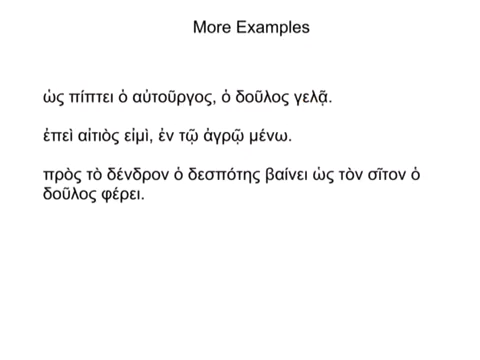 More Examples
ὡς πίπτει ὁ αὐτοῦργος, ὁ δοῦλος γελᾷ.
ἐπεὶ αἰτιὸς εἰμὶ, ἐν τῷ ἀγρῷ μένω.
πρὸς τὸ δένδρον ὁ δεσπότης βαίνει ὡς τὸν σῖτον ὁ
δοῦλος φέρει.